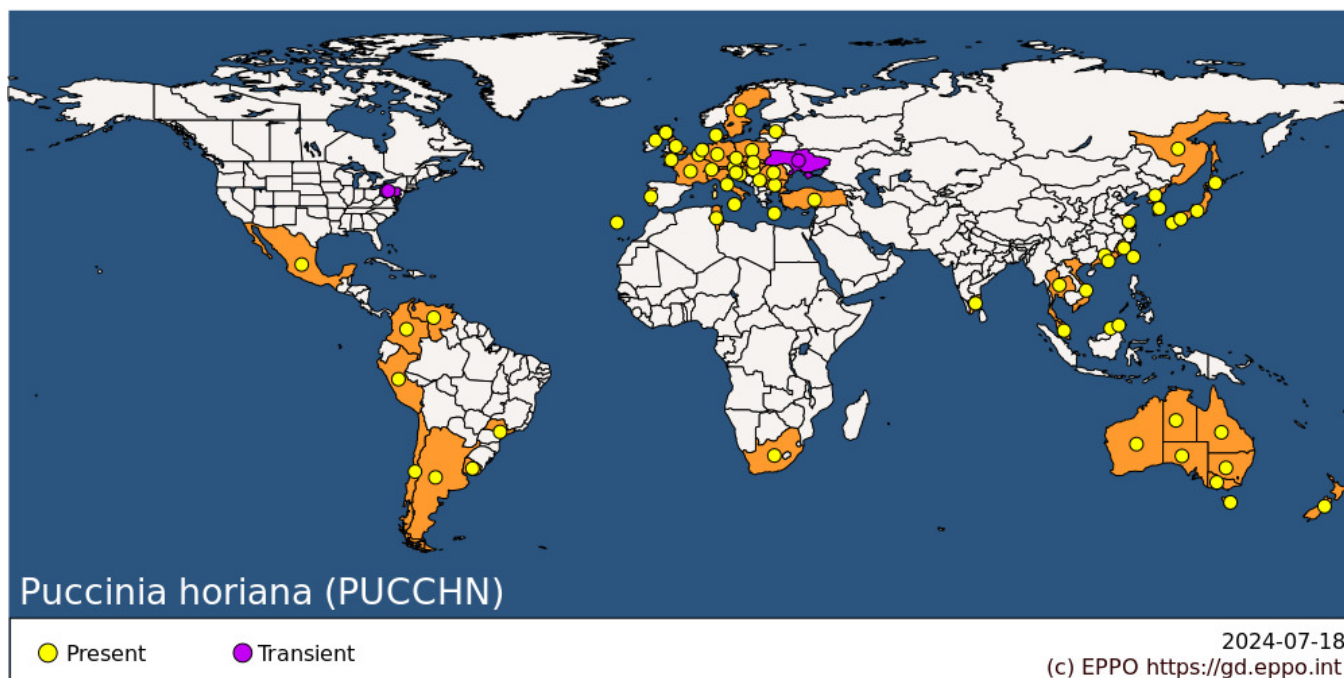 Puccinia horiana (PUCCHN)
Present
Transient
2024-07-18
(c) EPPO https://gd.eppo.int